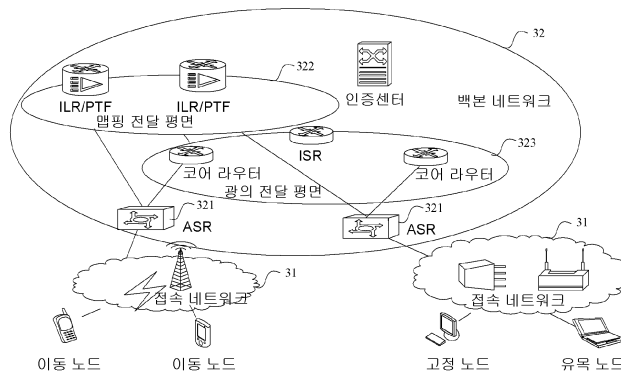 32
322
ILR/PTF
ILR/PTF
인증센터
백본 네트워크
맵핑 전달 평면
ISR
323
코어 라우터
코어 라우터
광의 전달 평면
321
ASR
321
ASR
31
31
접속 네트워크
접속 네트워크
이동 노드
이동 노드
고정 노드
유목 노드